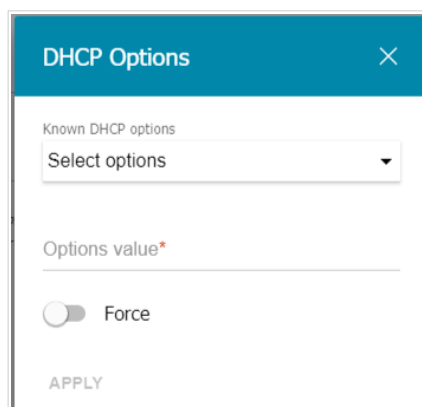 DHCP Options
Known DHCP options
Select options
Options value*
Force
APPLY